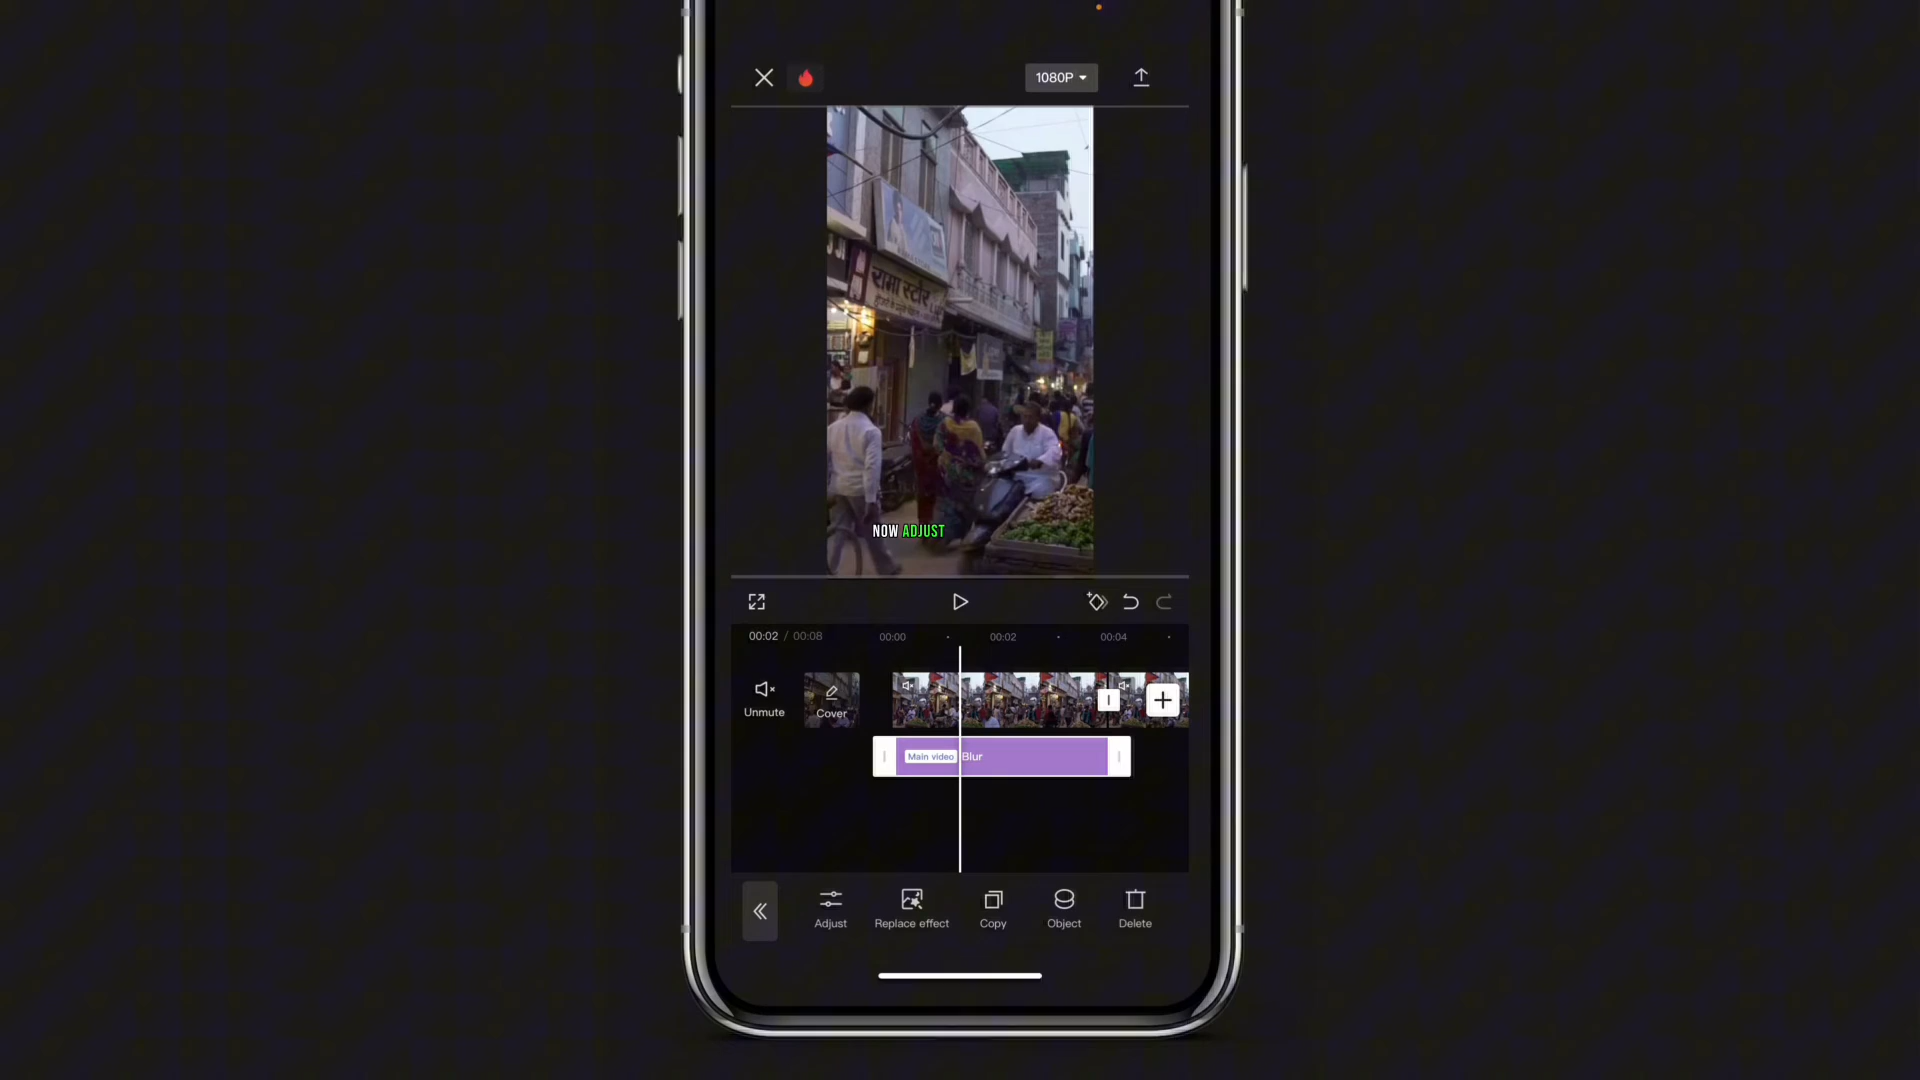 1080P
रामा स्टोर
NOW ADJUST
00:02 / 00:08
00:00
00:02
00:04
Unmute
Cover
Main video
Blur
Adjust
Replace effect
Copy
Object
Delete